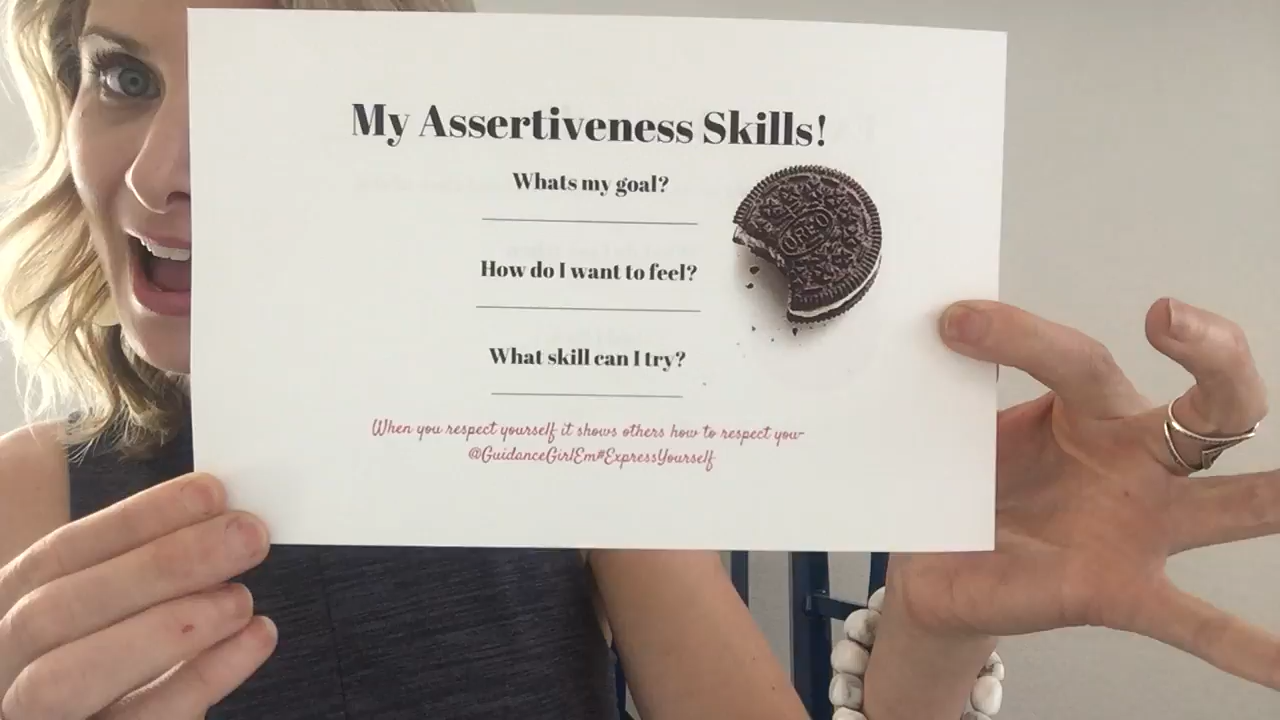 My Assertiveness Skills!
Whats my goal?
OREO
How do I want to feel?
What skill can I try?
When you respect yourself it shows others how to respect you-
@GuidanceGirlEm#ExpressYourself